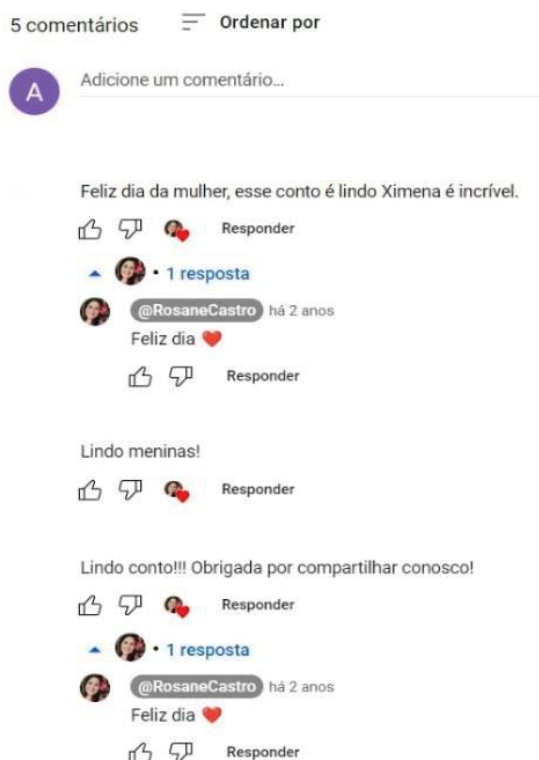 5 comentários Ordenar por
A Adicione um comentário...
Feliz dia da mulher, esse conto é lindo Ximena é incrível.
Responder
• 1 resposta
@RosaneCastro há 2 anos
Feliz dia ❤️
Responder
Lindo meninas!
Responder
Lindo conto!!! Obrigada por compartilhar conosco!
Responder
• 1 resposta
@RosaneCastro há 2 anos
Feliz dia ❤️
Responder